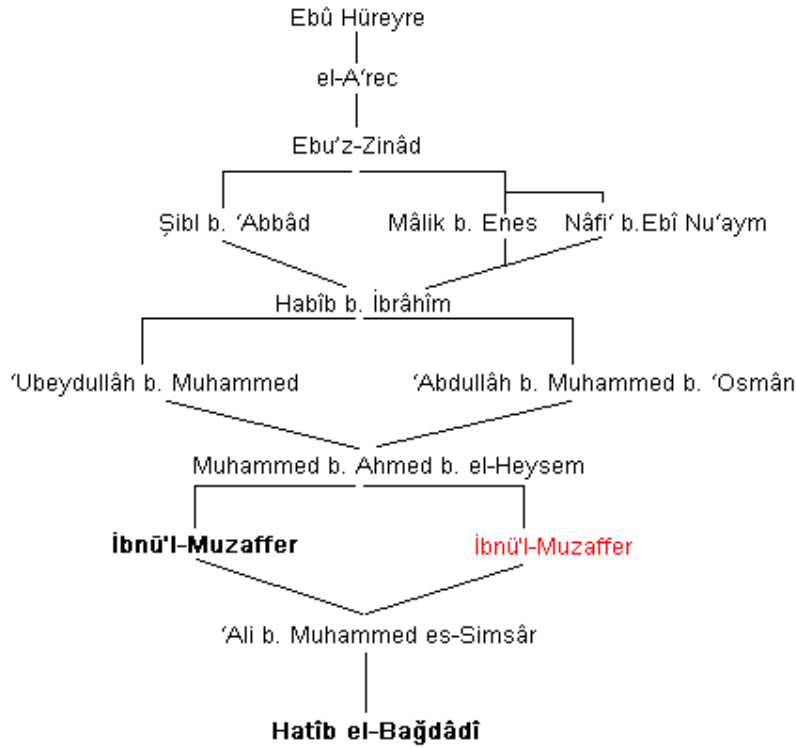 Ebû Hüreyre
el-A‘rec
Ebu’z-Zinâd
Şibl b. ‘Abbâd Mâlik b. Enes Nâfi‘ b.Ebî Nu‘aym
Habîb b. İbrâhîm
‘Ubeydullâh b. Muhammed ‘Abdullâh b. Muhammed b. ‘Osmân
Muhammed b. Ahmed b. el-Heysem
İbnü'l-Muzaffer İbnü'l-Muzaffer
‘Ali b. Muhammed es-Simsâr
Hatîb el-Bağdâdî